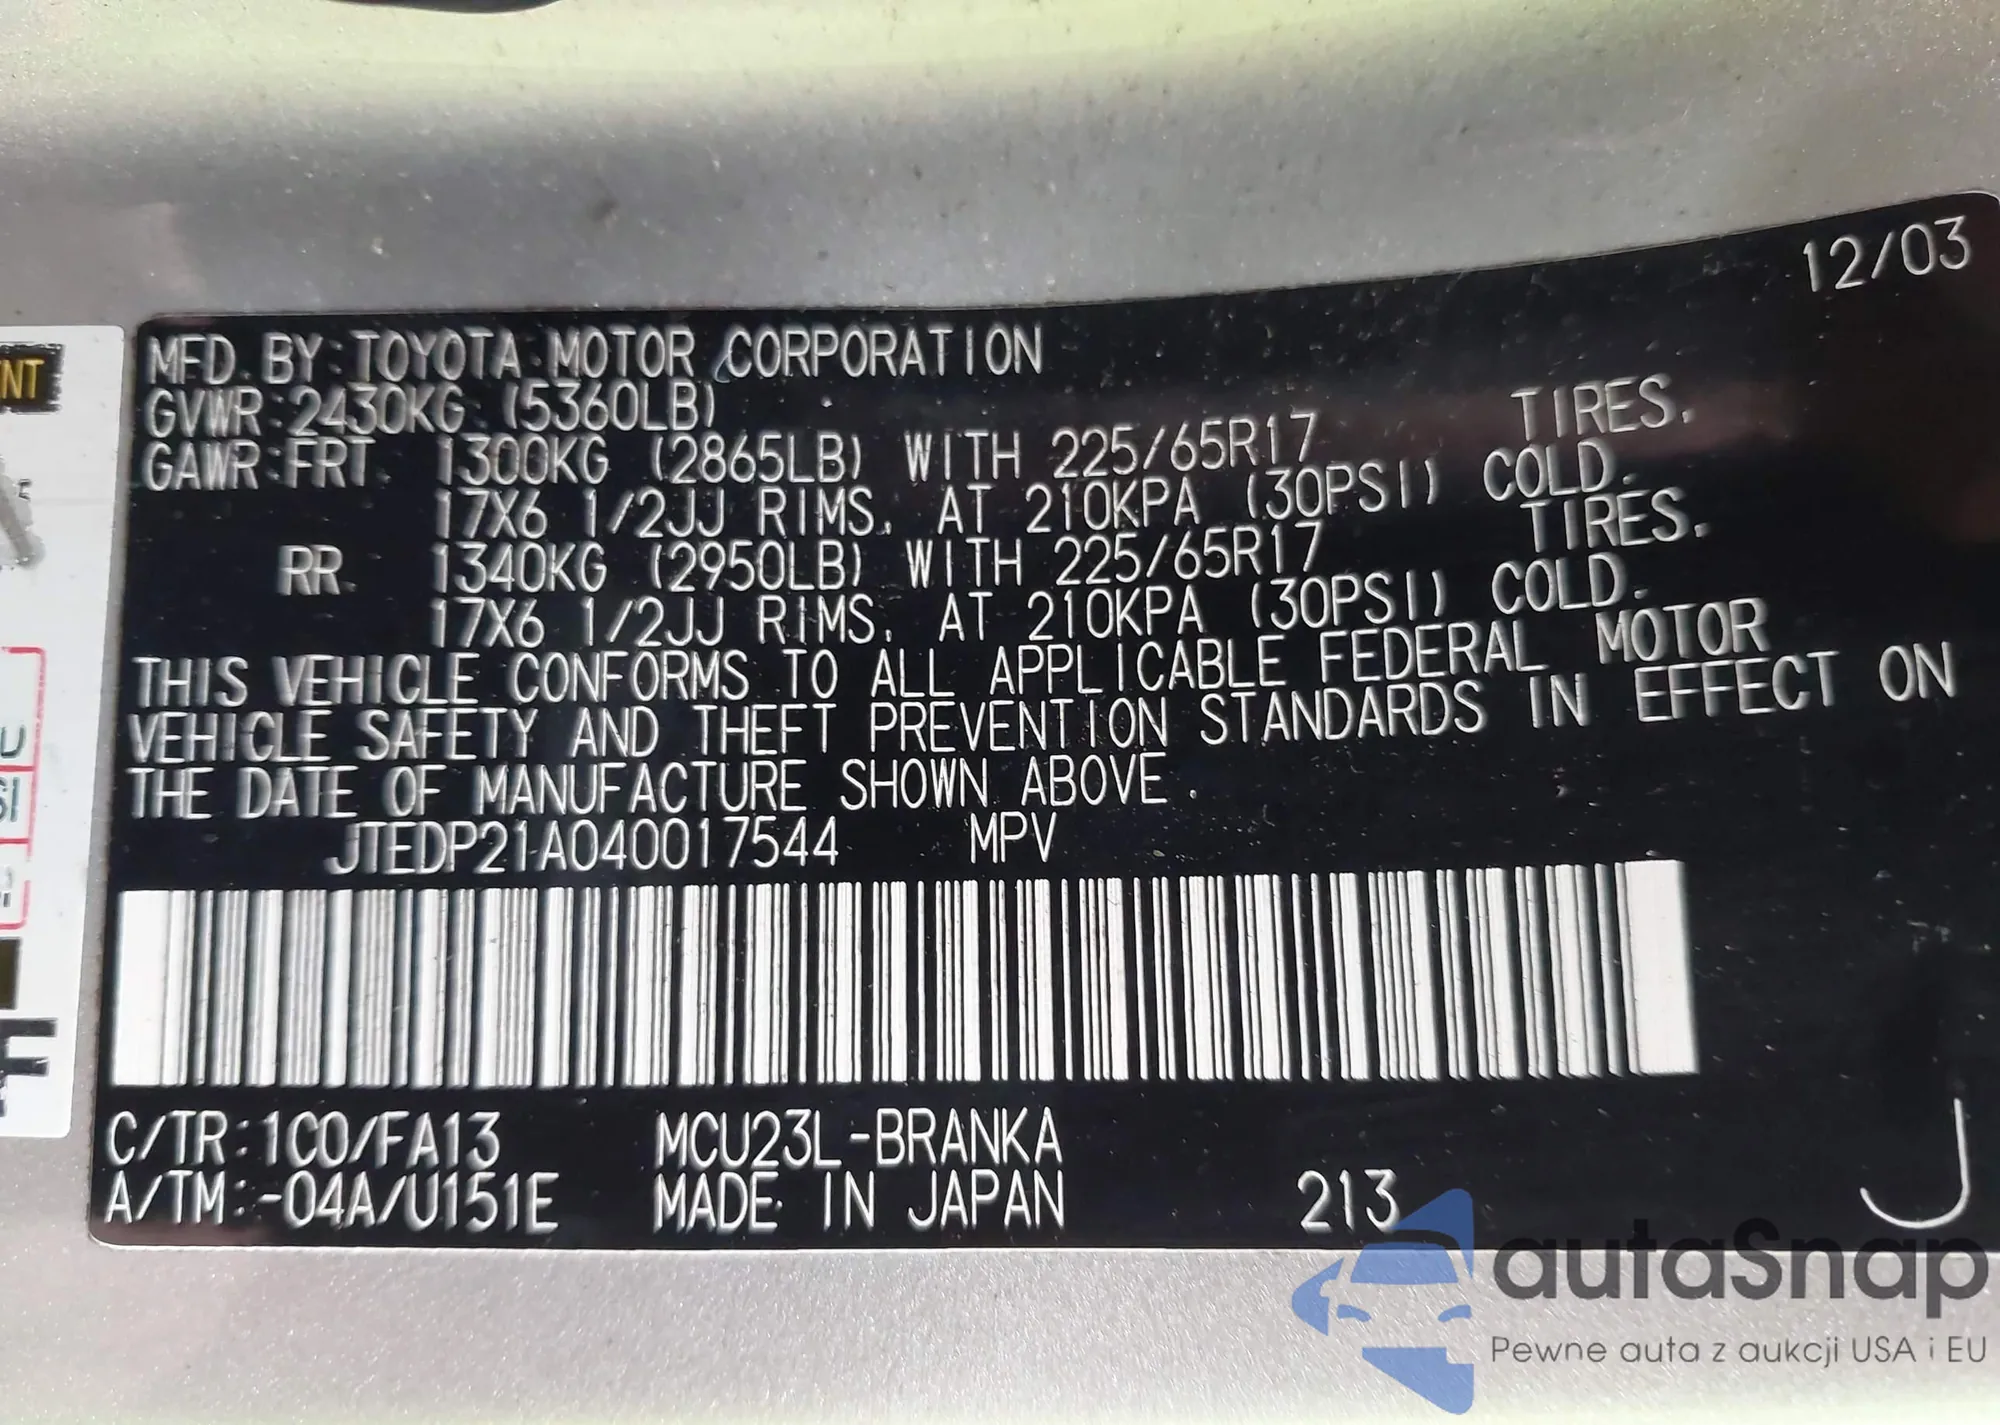 12/03
MFD. BY: TOYOTA MOTOR CORPORATION
GVWR: 2430KG (5360LB)
GAWR: FRT. 1300KG (2865LB) WITH 225/65R17 TIRES.
17X6 1/2JJ RIMS, AT 210KPA (30PSI) COLD.
RR. 1340KG (2950LB) WITH 225/65R17 TIRES.
17X6 1/2JJ RIMS, AT 210KPA (30PSI) COLD.
THIS VEHICLE CONFORMS TO ALL APPLICABLE FEDERAL MOTOR
VEHICLE SAFETY AND THEFT PREVENTION STANDARDS IN EFFECT ON
THE DATE OF MANUFACTURE SHOWN ABOVE.
JTEDP21A040017544 MPV
C/TR: 1C0/FA13 MCU23L-BRANKA
A/TM: -04A/U151E MADE IN JAPAN 213
J
autaSnap
Pewne auta z aukcji USA i EU